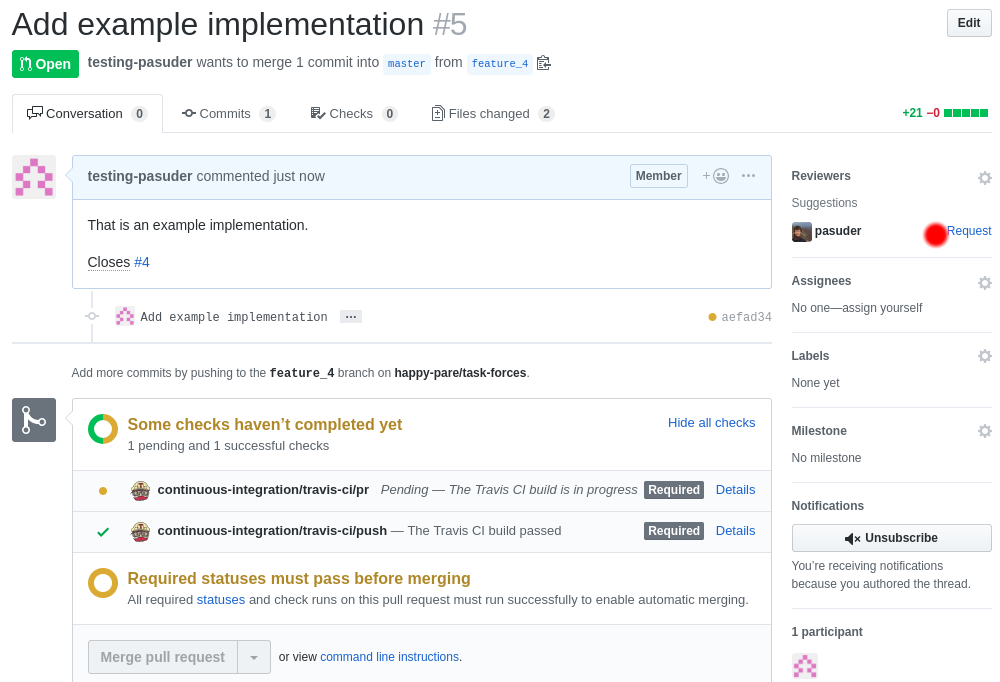 Add example implementation #5
Edit
Open
testing-pasuder wants to merge 1 commit into master from feature_4
Conversation 0
Commits 1
Checks 0
Files changed 2
+21 −0
testing-pasuder commented just now
Member
That is an example implementation.
Closes #4
Add example implementation
aefad34
Add more commits by pushing to the feature_4 branch on happy-pare/task-forces.
Some checks haven’t completed yet
Hide all checks
1 pending and 1 successful checks
continuous-integration/travis-ci/pr Pending — The Travis CI build is in progress Required Details
continuous-integration/travis-ci/push — The Travis CI build passed Required Details
Required statuses must pass before merging
All required statuses and check runs on this pull request must run successfully to enable automatic merging.
Merge pull request
or view command line instructions.
Reviewers
Suggestions
pasuder Request
Assignees
No one—assign yourself
Labels
None yet
Milestone
No milestone
Notifications
Unsubscribe
You’re receiving notifications
because you authored the thread.
1 participant